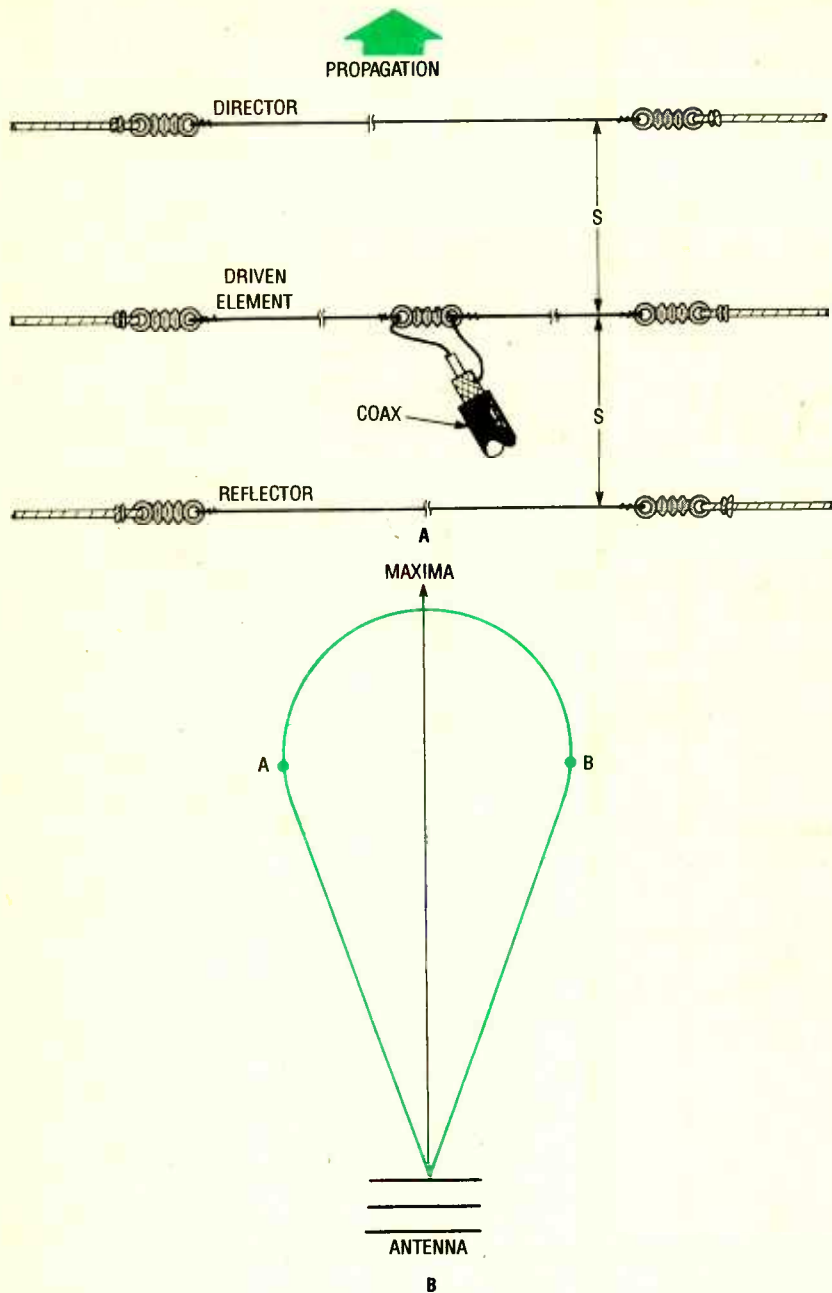 PROPAGATION
DIRECTOR
S
DRIVEN
ELEMENT
COAX
S
REFLECTOR
A
MAXIMA
A
B
ANTENNA
B